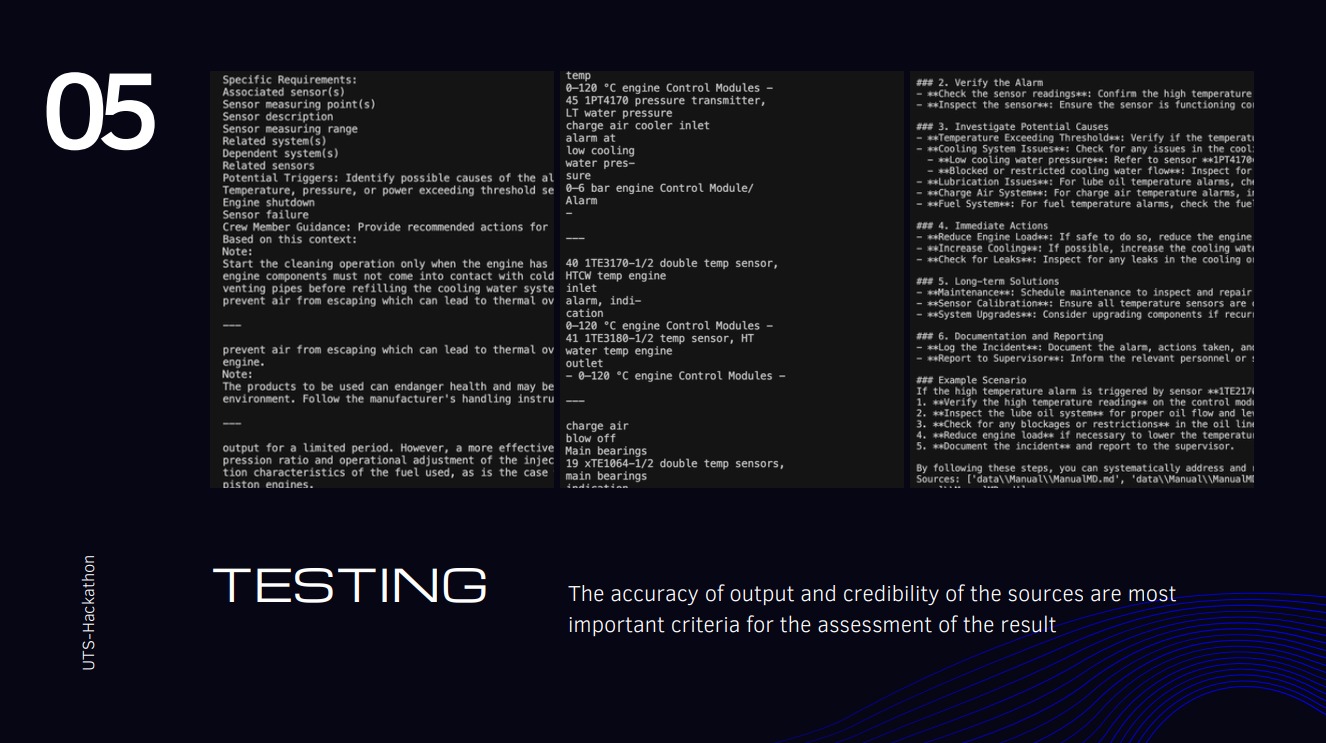 05
Specific Requirements:
Associated sensor(s)
Sensor measuring point(s)
Sensor description
Sensor measuring range
Related system(s)
Dependent system(s)
Related sensors
Potential Triggers: Identify possible causes of the al
Temperature, pressure, or power exceeding threshold se
Engine shutdown
Sensor failure
Crew Member Guidance: Provide recommended actions for
Based on this context:
Note:
Start the cleaning operation only when the engine has
engine components must not come into contact with cold
venting pipes before refilling the cooling water syste
prevent air from escaping which can lead to thermal ov
———
prevent air from escaping which can lead to thermal ov
engine.
Note:
The products to be used can endanger health and may be
environment. Follow the manufacturer's handling instru
———
output for a limited period. However, a more effective
pression ratio and operational adjustment of the injec
tion characteristics of the fuel used, as is the case
piston engines.
temp
0–120 °C engine Control Modules –
45 1PT4170 pressure transmitter,
LT water pressure
charge air cooler inlet
alarm at
low cooling
water pres–
sure
0–6 bar engine Control Module/
Alarm
–
———
40 1TE3170–1/2 double temp sensor,
HTCW temp engine
inlet
alarm, indi–
cation
0–120 °C engine Control Modules –
41 1TE3180–1/2 temp sensor, HT
water temp engine
outlet
– 0–120 °C engine Control Modules –
———
charge air
blow off
Main bearings
19 xTE1064–1/2 double temp sensors,
main bearings
indication
### 2. Verify the Alarm
– **Check the sensor readings**: Confirm the high temperature
– **Inspect the sensor**: Ensure the sensor is functioning cor
### 3. Investigate Potential Causes
– **Temperature Exceeding Threshold**: Verify if the temperatu
– **Cooling System Issues**: Check for any issues in the cooli
– **Low cooling water pressure**: Refer to sensor **1PT4170*
– **Blocked or restricted cooling water flow**: Inspect for
– **Lubrication Issues**: For lube oil temperature alarms, che
– **Charge Air System**: For charge air temperature alarms, in
– **Fuel System**: For fuel temperature alarms, check the fuel
### 4. Immediate Actions
– **Reduce Engine Load**: If safe to do so, reduce the engine
– **Increase Cooling**: If possible, increase the cooling wate
– **Check for Leaks**: Inspect for any leaks in the cooling or
### 5. Long–term Solutions
– **Maintenance**: Schedule maintenance to inspect and repair
– **Sensor Calibration**: Ensure all temperature sensors are c
– **System Upgrades**: Consider upgrading components if recurr
### 6. Documentation and Reporting
– **Log the Incident**: Document the alarm, actions taken, and
– **Report to Supervisor**: Inform the relevant personnel or s
### Example Scenario
If the high temperature alarm is triggered by sensor **1TE2170
1. **Verify the high temperature reading** on the control modu
2. **Inspect the lube oil system** for proper oil flow and lev
3. **Check for any blockages or restrictions** in the oil line
4. **Reduce engine load** if necessary to lower the temperatur
5. **Document the incident** and report to the supervisor.
By following these steps, you can systematically address and r
Sources: ['data\\Manual\\ManualMD.md', 'data\\Manual\\ManualMD
UTS-Hackathon
TESTING
The accuracy of output and credibility of the sources are most
important criteria for the assessment of the result